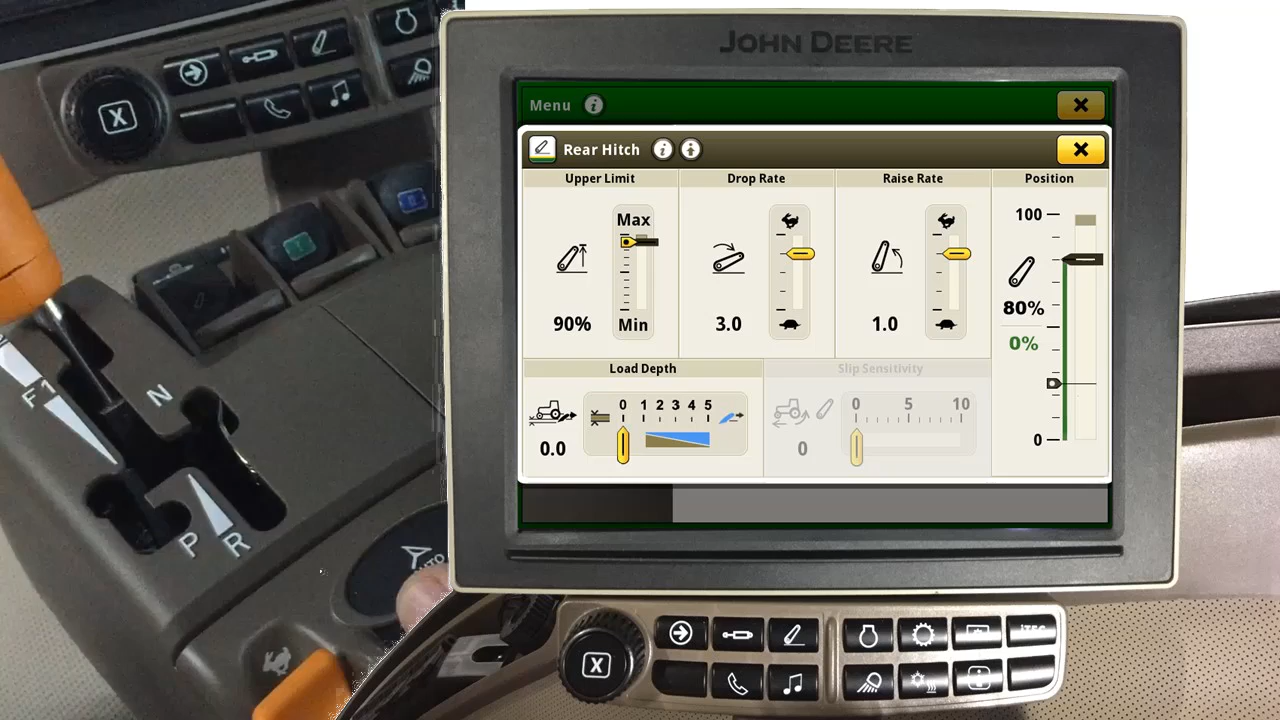 JOHN DEERE
Menu
Rear Hitch
Upper Limit
Drop Rate
Raise Rate
Position
Max
Min
90%
3.0
1.0
100
80%
0%
0
Load Depth
0 1 2 3 4 5
0.0
Slip Sensitivity
0 5 10
0
X
F1
N
P
R
AUTO
X
iTEC